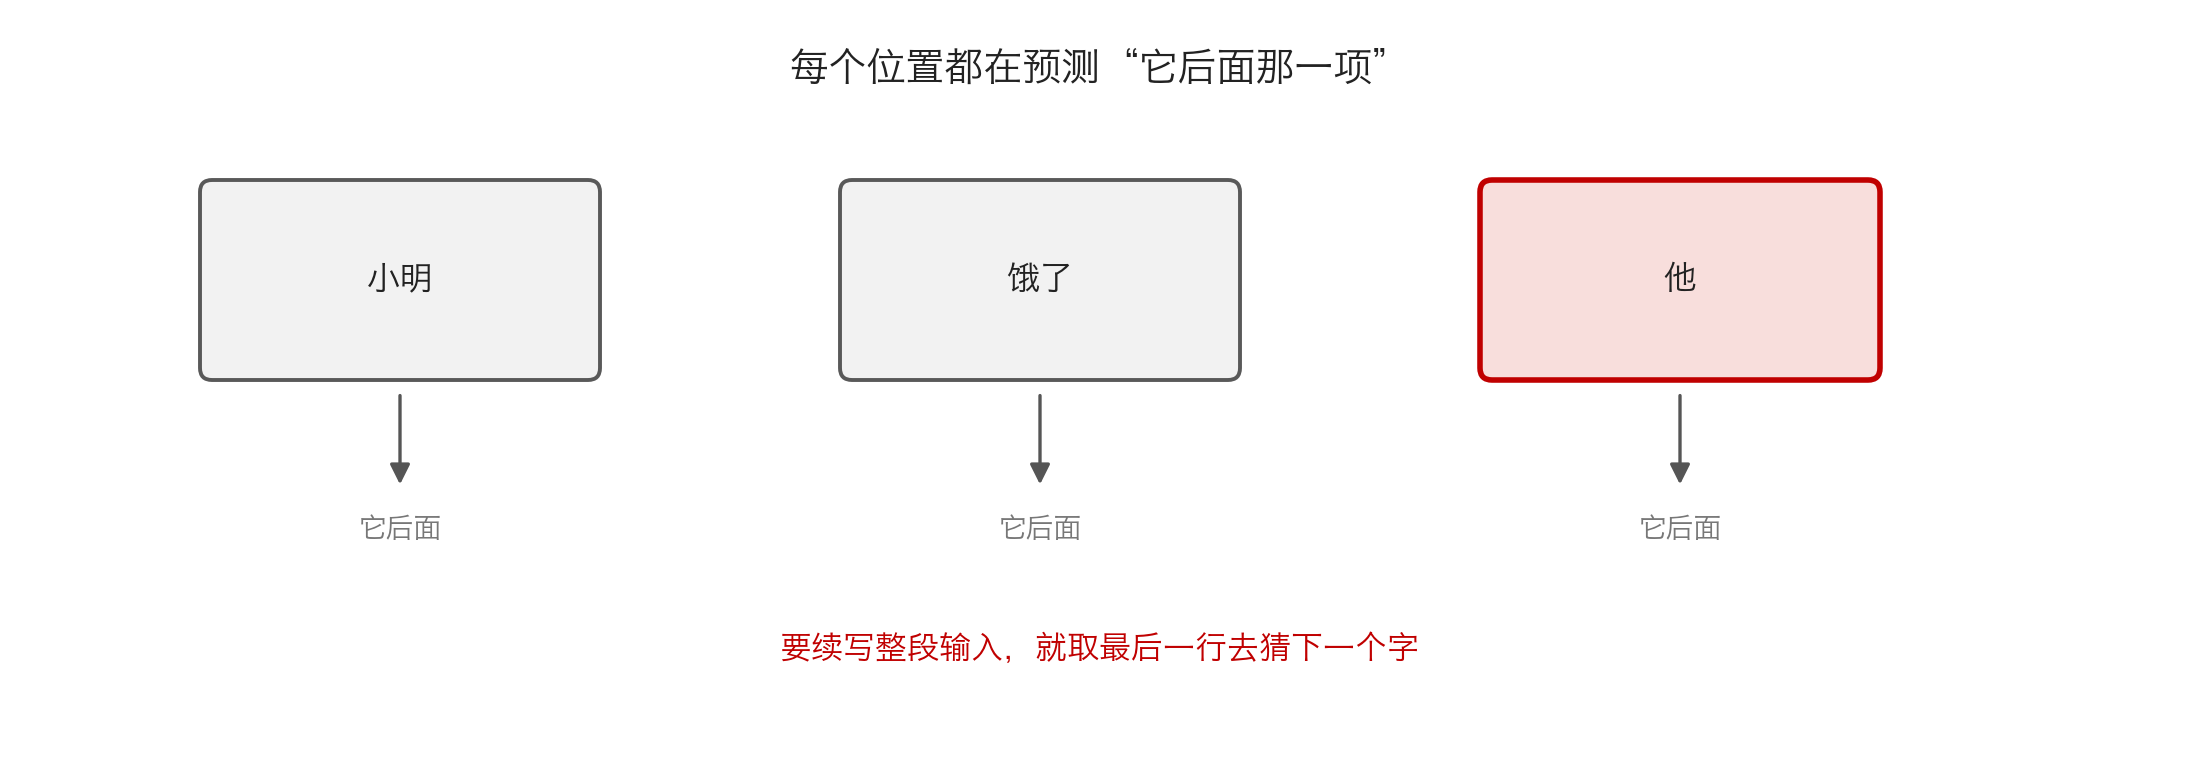 每个位置都在预测“它后面那一项”
小明
饿了
他
它后面
它后面
它后面
要续写整段输入，就取最后一行去猜下一个字